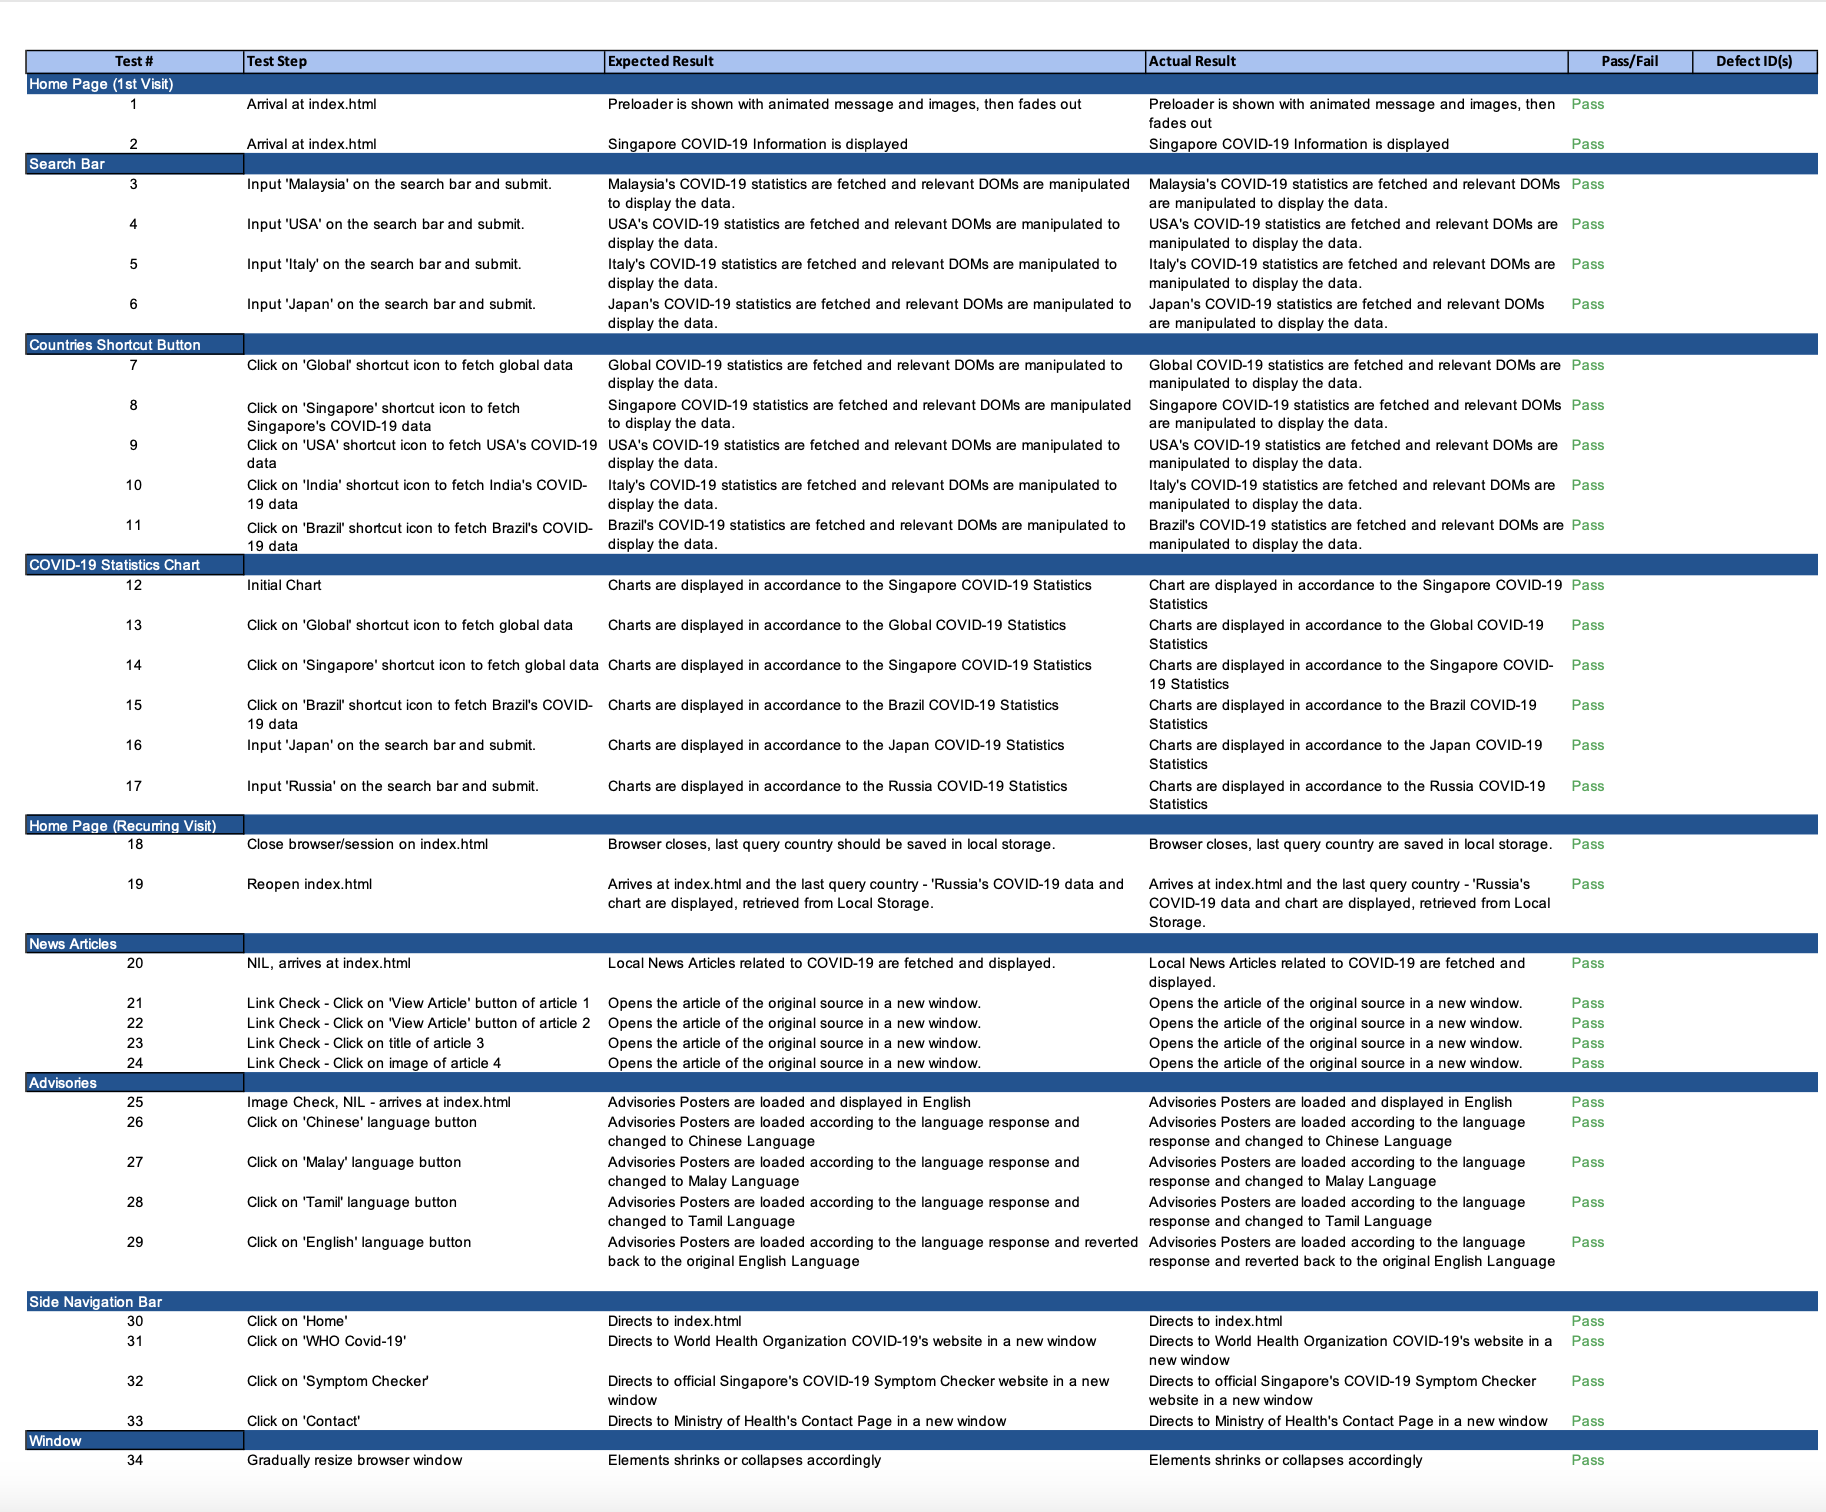 Test # Test Step Expected Result Actual Result Pass/Fail Defect ID(s)
Home Page (1st Visit)
1 Arrival at index.html Preloader is shown with animated message and images, then fades out Preloader is shown with animated message and images, then Pass
fades out
2 Arrival at index.html Singapore COVID-19 Information is displayed Singapore COVID-19 Information is displayed Pass
Search Bar
3 Input 'Malaysia' on the search bar and submit. Malaysia's COVID-19 statistics are fetched and relevant DOMs are manipulated Malaysia's COVID-19 statistics are fetched and relevant DOMs Pass
to display the data. are manipulated to display the data.
4 Input 'USA' on the search bar and submit. USA's COVID-19 statistics are fetched and relevant DOMs are manipulated to USA's COVID-19 statistics are fetched and relevant DOMs are Pass
display the data. manipulated to display the data.
5 Input 'Italy' on the search bar and submit. Italy's COVID-19 statistics are fetched and relevant DOMs are manipulated to Italy's COVID-19 statistics are fetched and relevant DOMs are Pass
display the data. manipulated to display the data.
6 Input 'Japan' on the search bar and submit. Japan's COVID-19 statistics are fetched and relevant DOMs are manipulated to Japan's COVID-19 statistics are fetched and relevant DOMs Pass
display the data. are manipulated to display the data.
Countries Shortcut Button
7 Click on 'Global' shortcut icon to fetch global data Global COVID-19 statistics are fetched and relevant DOMs are manipulated to Global COVID-19 statistics are fetched and relevant DOMs are Pass
display the data. manipulated to display the data.
8 Click on 'Singapore' shortcut icon to fetch Singapore COVID-19 statistics are fetched and relevant DOMs are manipulated Singapore COVID-19 statistics are fetched and relevant DOMs Pass
Singapore's COVID-19 data to display the data. are manipulated to display the data.
9 Click on 'USA' shortcut icon to fetch USA's COVID-19 USA's COVID-19 statistics are fetched and relevant DOMs are manipulated to USA's COVID-19 statistics are fetched and relevant DOMs are Pass
data display the data. manipulated to display the data.
10 Click on 'India' shortcut icon to fetch India's COVID- Italy's COVID-19 statistics are fetched and relevant DOMs are manipulated to Italy's COVID-19 statistics are fetched and relevant DOMs are Pass
19 data display the data. manipulated to display the data.
11 Click on 'Brazil' shortcut icon to fetch Brazil's COVID- Brazil's COVID-19 statistics are fetched and relevant DOMs are manipulated to Brazil's COVID-19 statistics are fetched and relevant DOMs are Pass
19 data display the data. manipulated to display the data.
COVID-19 Statistics Chart
12 Initial Chart Charts are displayed in accordance to the Singapore COVID-19 Statistics Chart are displayed in accordance to the Singapore COVID-19 Pass
Statistics
13 Click on 'Global' shortcut icon to fetch global data Charts are displayed in accordance to the Global COVID-19 Statistics Charts are displayed in accordance to the Global COVID-19 Pass
Statistics
14 Click on 'Singapore' shortcut icon to fetch global data Charts are displayed in accordance to the Singapore COVID-19 Statistics Charts are displayed in accordance to the Singapore COVID- Pass
19 Statistics
15 Click on 'Brazil' shortcut icon to fetch Brazil's COVID- Charts are displayed in accordance to the Brazil COVID-19 Statistics Charts are displayed in accordance to the Brazil COVID-19 Pass
19 data Statistics
16 Input 'Japan' on the search bar and submit. Charts are displayed in accordance to the Japan COVID-19 Statistics Charts are displayed in accordance to the Japan COVID-19 Pass
Statistics
17 Input 'Russia' on the search bar and submit. Charts are displayed in accordance to the Russia COVID-19 Statistics Charts are displayed in accordance to the Russia COVID-19 Pass
Statistics
Home Page (Recurring Visit)
18 Close browser/session on index.html Browser closes, last query country should be saved in local storage. Browser closes, last query country are saved in local storage. Pass
19 Reopen index.html Arrives at index.html and the last query country - 'Russia's COVID-19 data and Arrives at index.html and the last query country - 'Russia's Pass
chart are displayed, retrieved from Local Storage. COVID-19 data and chart are displayed, retrieved from Local
Storage.
News Articles
20 NIL, arrives at index.html Local News Articles related to COVID-19 are fetched and displayed. Local News Articles related to COVID-19 are fetched and Pass
displayed.
21 Link Check - Click on 'View Article' button of article 1 Opens the article of the original source in a new window. Opens the article of the original source in a new window. Pass
22 Link Check - Click on 'View Article' button of article 2 Opens the article of the original source in a new window. Opens the article of the original source in a new window. Pass
23 Link Check - Click on title of article 3 Opens the article of the original source in a new window. Opens the article of the original source in a new window. Pass
24 Link Check - Click on image of article 4 Opens the article of the original source in a new window. Opens the article of the original source in a new window. Pass
Advisories
25 Image Check, NIL - arrives at index.html Advisories Posters are loaded and displayed in English Advisories Posters are loaded and displayed in English Pass
26 Click on 'Chinese' language button Advisories Posters are loaded according to the language response and Advisories Posters are loaded according to the language Pass
changed to Chinese Language response and changed to Chinese Language
27 Click on 'Malay' language button Advisories Posters are loaded according to the language response and Advisories Posters are loaded according to the language Pass
changed to Malay Language response and changed to Malay Language
28 Click on 'Tamil' language button Advisories Posters are loaded according to the language response and Advisories Posters are loaded according to the language Pass
changed to Tamil Language response and changed to Tamil Language
29 Click on 'English' language button Advisories Posters are loaded according to the language response and reverted Advisories Posters are loaded according to the language Pass
back to the original English Language response and reverted back to the original English Language
Side Navigation Bar
30 Click on 'Home' Directs to index.html Directs to index.html Pass
31 Click on 'WHO Covid-19' Directs to World Health Organization COVID-19's website in a new window Directs to World Health Organization COVID-19's website in a Pass
new window
32 Click on 'Symptom Checker' Directs to official Singapore's COVID-19 Symptom Checker website in a new Directs to official Singapore's COVID-19 Symptom Checker Pass
window website in a new window
33 Click on 'Contact' Directs to Ministry of Health's Contact Page in a new window Directs to Ministry of Health's Contact Page in a new window Pass
Window
34 Gradually resize browser window Elements shrinks or collapses accordingly Elements shrinks or collapses accordingly Pass